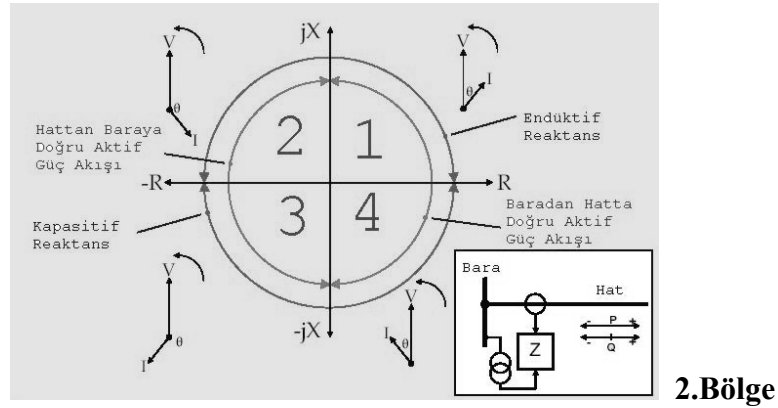 jX
V
I
θ
V
I
θ
Hattan Baraya
Doğru Aktif
Güç Akışı
2
1
Endüktif
Reaktans
-R
R
3
4
Kapasitif
Reaktans
Baradan Hatta
Doğru Aktif
Güç Akışı
V
I
θ
-jX
V
I
θ
Bara
Hat
- P +
- Q +
Z
2.Bölge